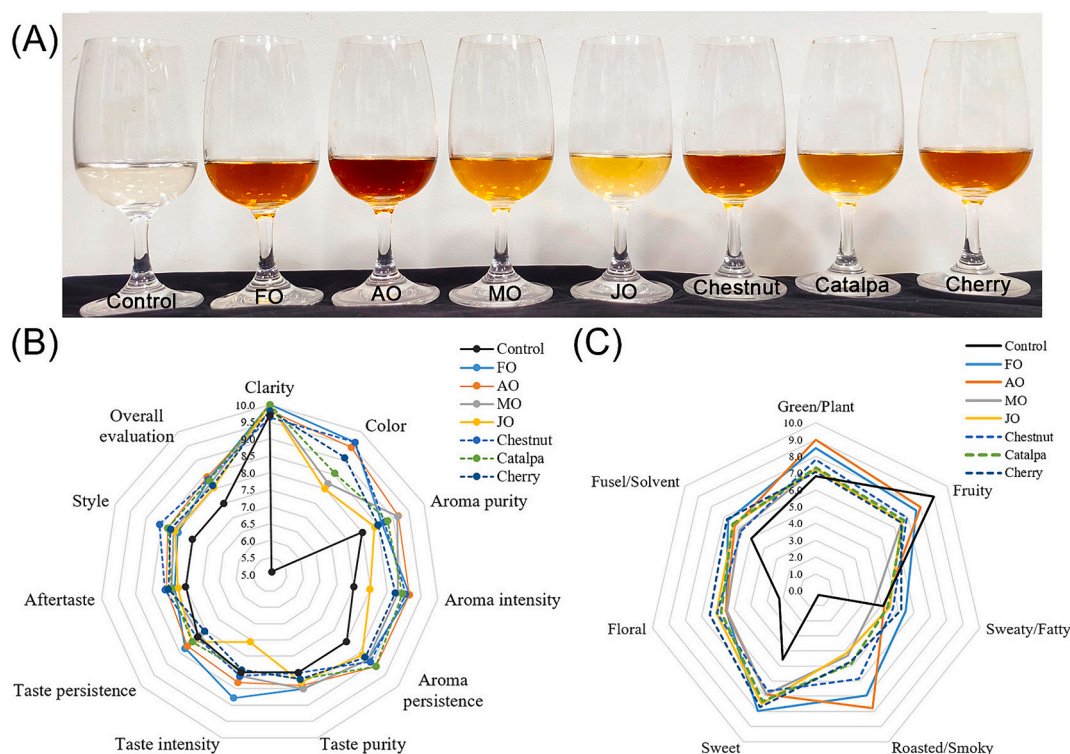 (A)
Control
FO
AO
MO
JO
Chestnut
Catalpa
Cherry
(B)
Control
FO
AO
MO
JO
Chestnut
Catalpa
Cherry
Clarity
Color
Aroma purity
Aroma intensity
Aroma
persistence
Taste purity
Taste intensity
Taste persistence
Aftertaste
Style
Overall
evaluation
10.0
9.5
9.0
8.5
8.0
7.5
7.0
6.5
6.0
5.5
5.0
(C)
Control
FO
AO
MO
JO
Chestnut
Catalpa
Cherry
Green/Plant
Fruity
Sweaty/Fatty
Roasted/Smoky
Sweet
Floral
Fusel/Solvent
10.0
9.0
8.0
7.0
6.0
5.0
4.0
3.0
2.0
1.0
0.0